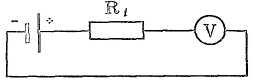 - + R₁
V